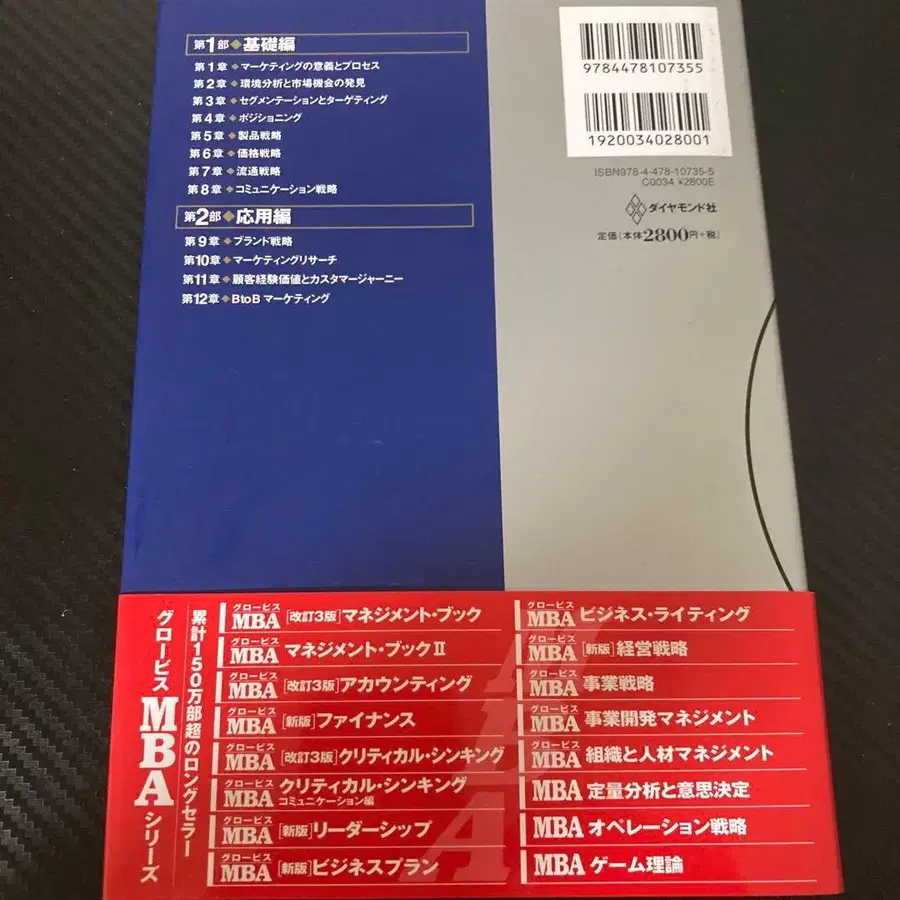 第1部◆基礎編
第1章◆マーケティングの意義とプロセス
第2章◆環境分析と市場機会の発見
第3章◆セグメンテーションとターゲティング
第4章◆ポジショニング
第5章◆製品戦略
第6章◆価格戦略
第7章◆流通戦略
第8章◆コミュニケーション戦略
第2部◆応用編
第9章◆ブランド戦略
第10章◆マーケティングリサーチ
第11章◆顧客経験価値とカスタマージャーニー
第12章◆BtoB マーケティング
9784478107355
1920034028001
ISBN978-4-478-10735-5
C0034 ¥2800E
ダイヤモンド社
定価(本体2800円+税)
累計150万部超のロングセラー
グロービスMBAシリーズ
グロービス
MBA [改訂3版]マネジメント・ブック
グロービス
MBA マネジメント・ブックⅡ
グロービス
MBA [改訂3版]アカウンティング
グロービス
MBA [新版]ファイナンス
グロービス
MBA [改訂3版]クリティカル・シンキング
グロービス
MBA クリティカル・シンキング
コミュニケーション編
グロービス
MBA [新版]リーダーシップ
グロービス
MBA [新版]ビジネスプラン
グロービス
MBA ビジネス・ライティング
グロービス
MBA [新版]経営戦略
グロービス
MBA 事業戦略
グロービス
MBA 事業開発マネジメント
グロービス
MBA 組織と人材マネジメント
MBA 定量分析と意思決定
MBA オペレーション戦略
MBA ゲーム理論